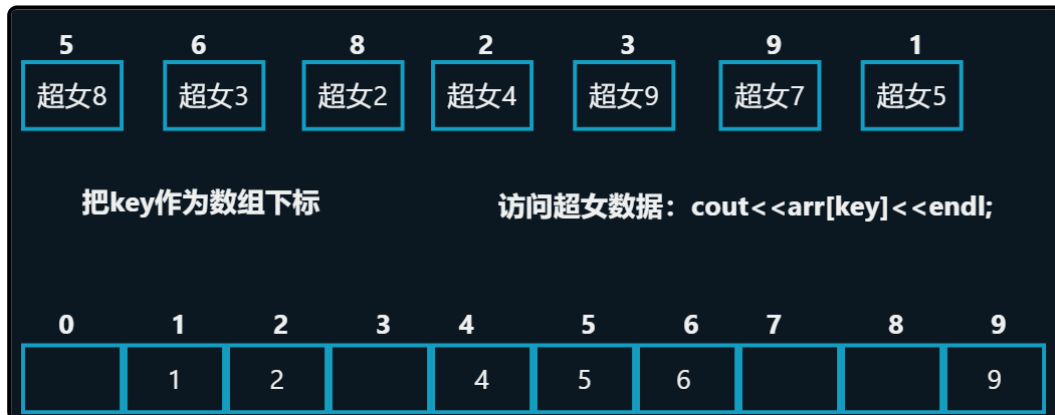 5 6 8 2 3 9 1
超女8 超女3 超女2 超女4 超女9 超女7 超女5
把key作为数组下标 访问超女数据：cout<<arr[key]<<endl;
0 1 2 3 4 5 6 7 8 9
1 2 4 5 6 9